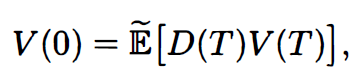 V(0) = 𝔼̃[D(T)V(T)],